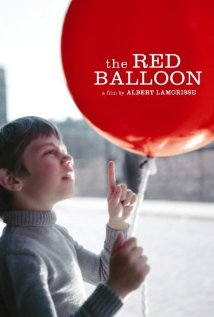 the RED
BALLOON
a film by ALBERT LAMORISSE